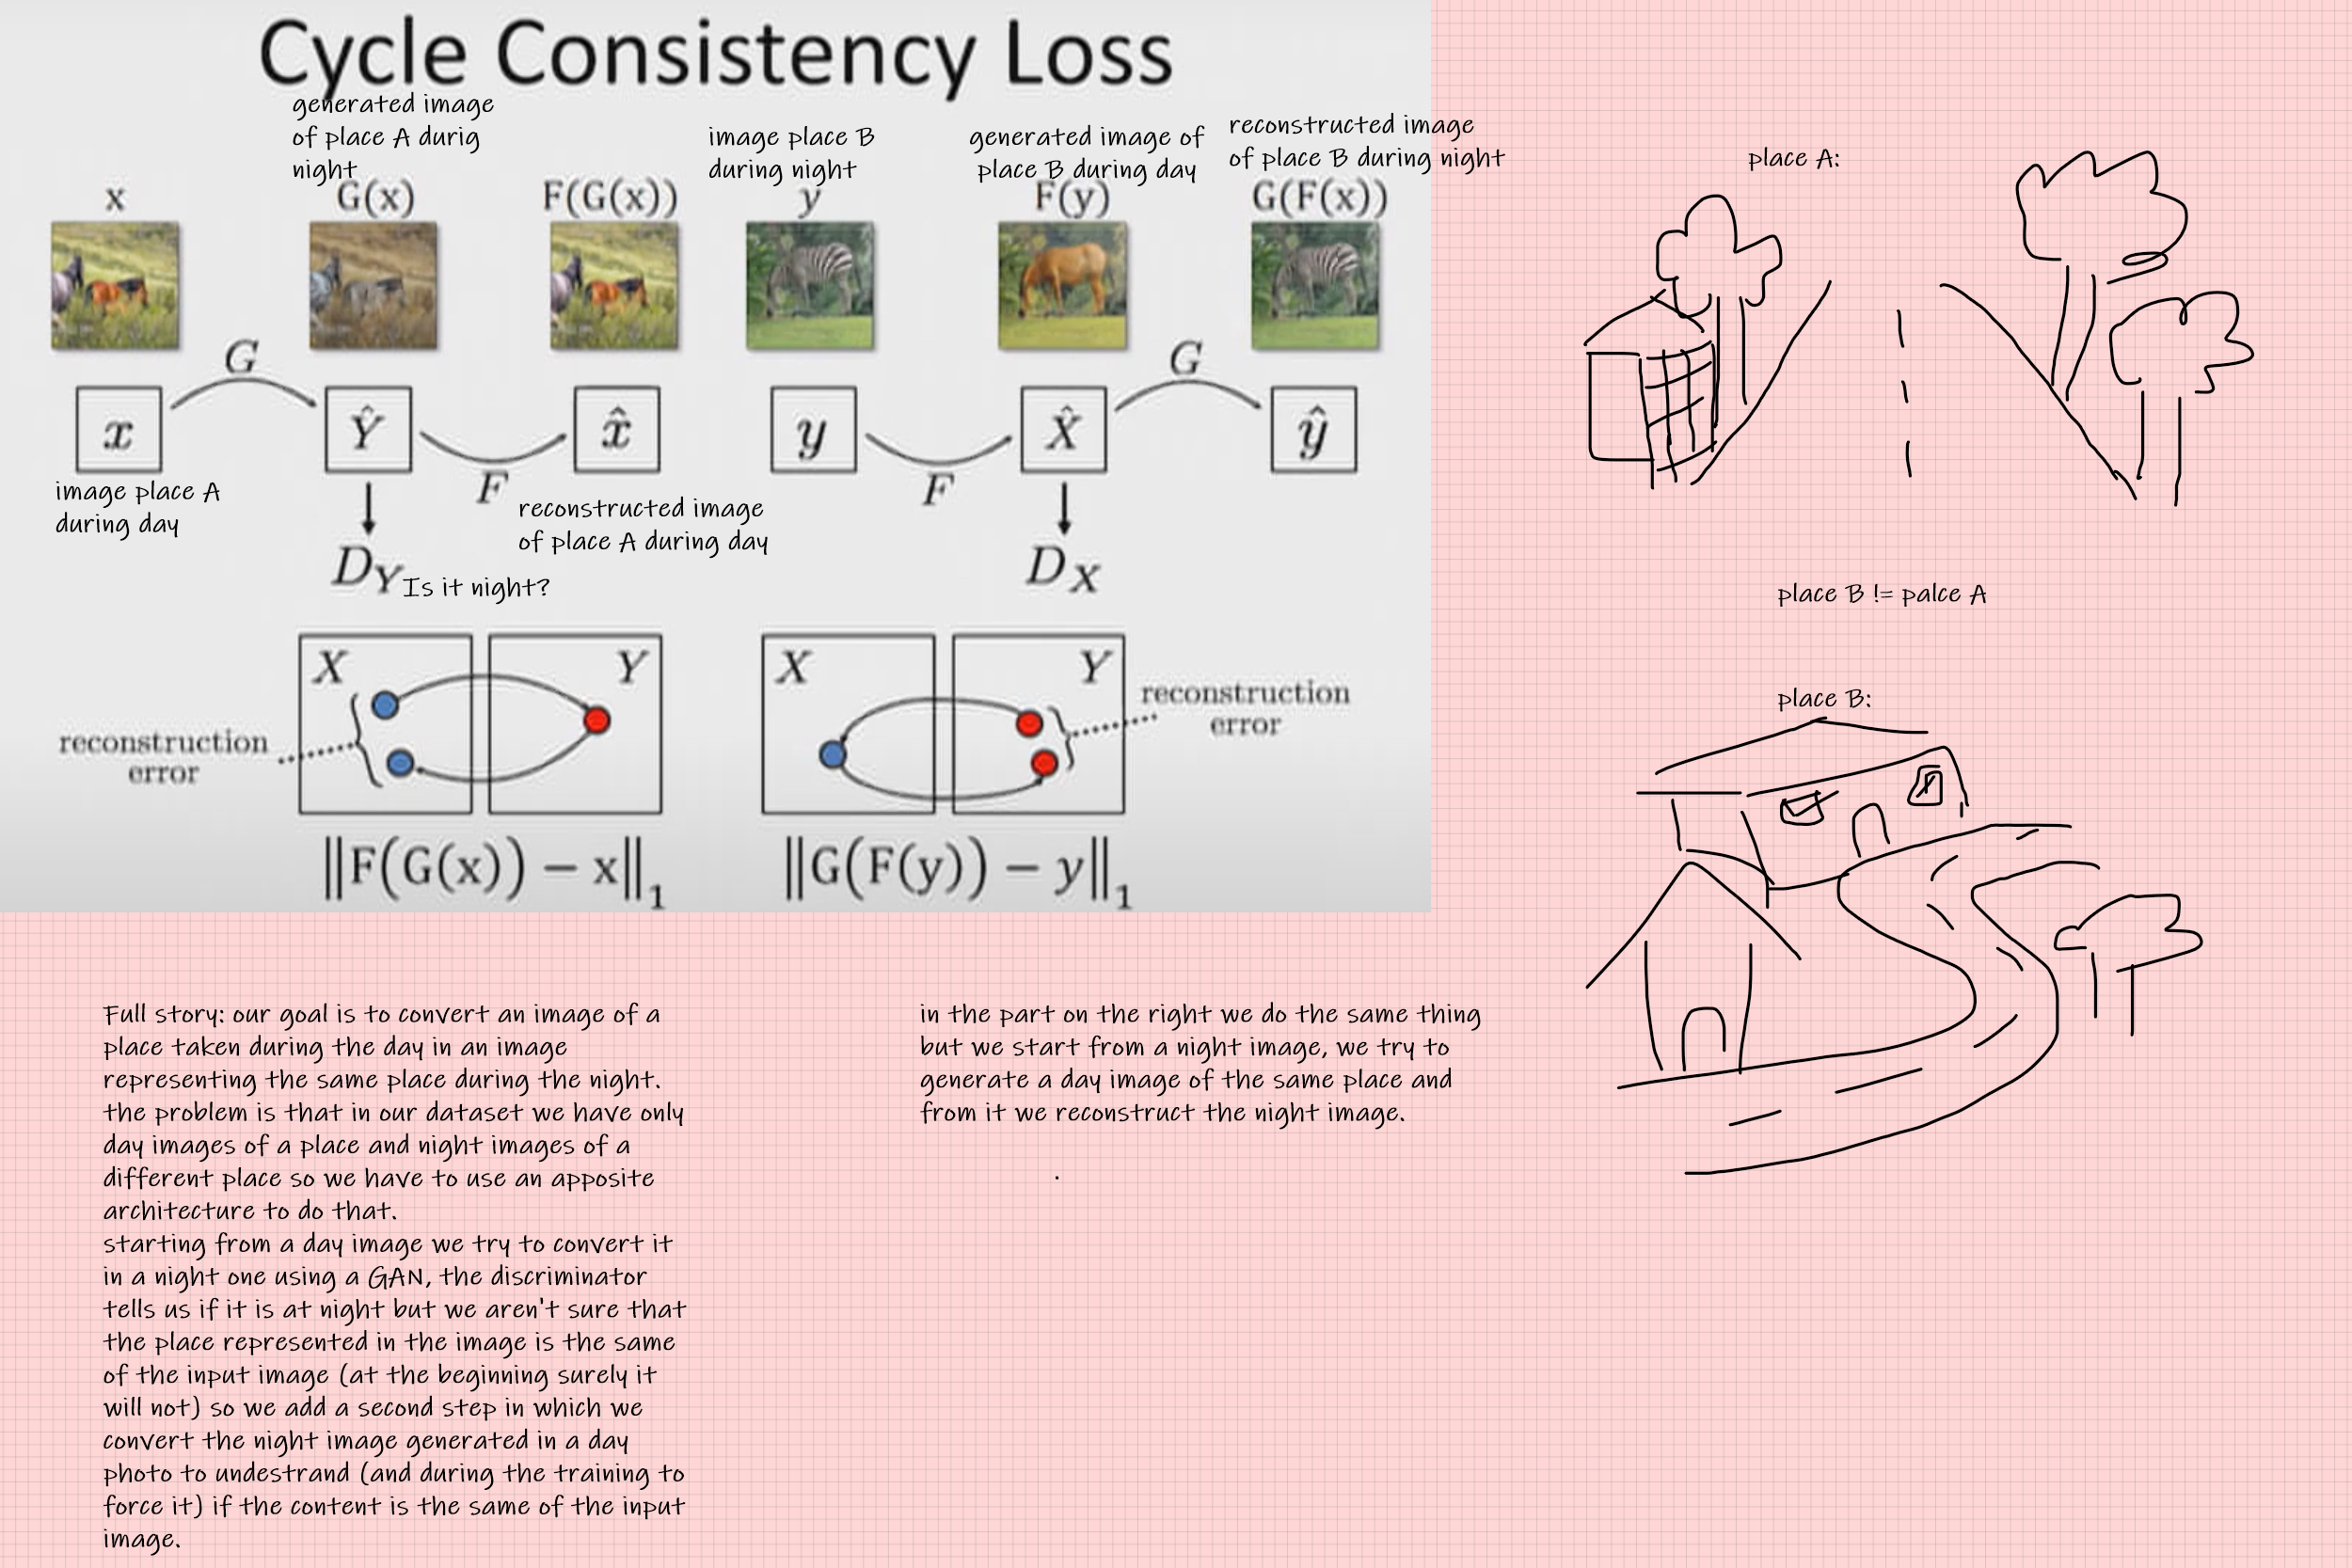 Cycle Consistency Loss
generated image
of place A durig
night
image place B
during night
generated image of
place B during day
reconstructed image
of place B during night
x
G(x)
F(G(x))
y
F(y)
G(F(x))
G
F
F
G
x
Ŷ
x̂
y
X̂
ŷ
image place A
during day
reconstructed image
of place A during day
D_Y
Is it night?
D_X
X
Y
reconstruction
error
X
Y
reconstruction
error
‖F(G(x)) − x‖₁
‖G(F(y)) − y‖₁
place A:
place B != palce A
place B:
Full story: our goal is to convert an image of a
place taken during the day in an image
representing the same place during the night.
the problem is that in our dataset we have only
day images of a place and night images of a
different place so we have to use an apposite
architecture to do that.
starting from a day image we try to convert it
in a night one using a GAN, the discriminator
tells us if it is at night but we aren't sure that
the place represented in the image is the same
of the input image (at the beginning surely it
will not) so we add a second step in which we
convert the night image generated in a day
photo to undestrand (and during the training to
force it) if the content is the same of the input
image.
in the part on the right we do the same thing
but we start from a night image, we try to
generate a day image of the same place and
from it we reconstruct the night image.
.